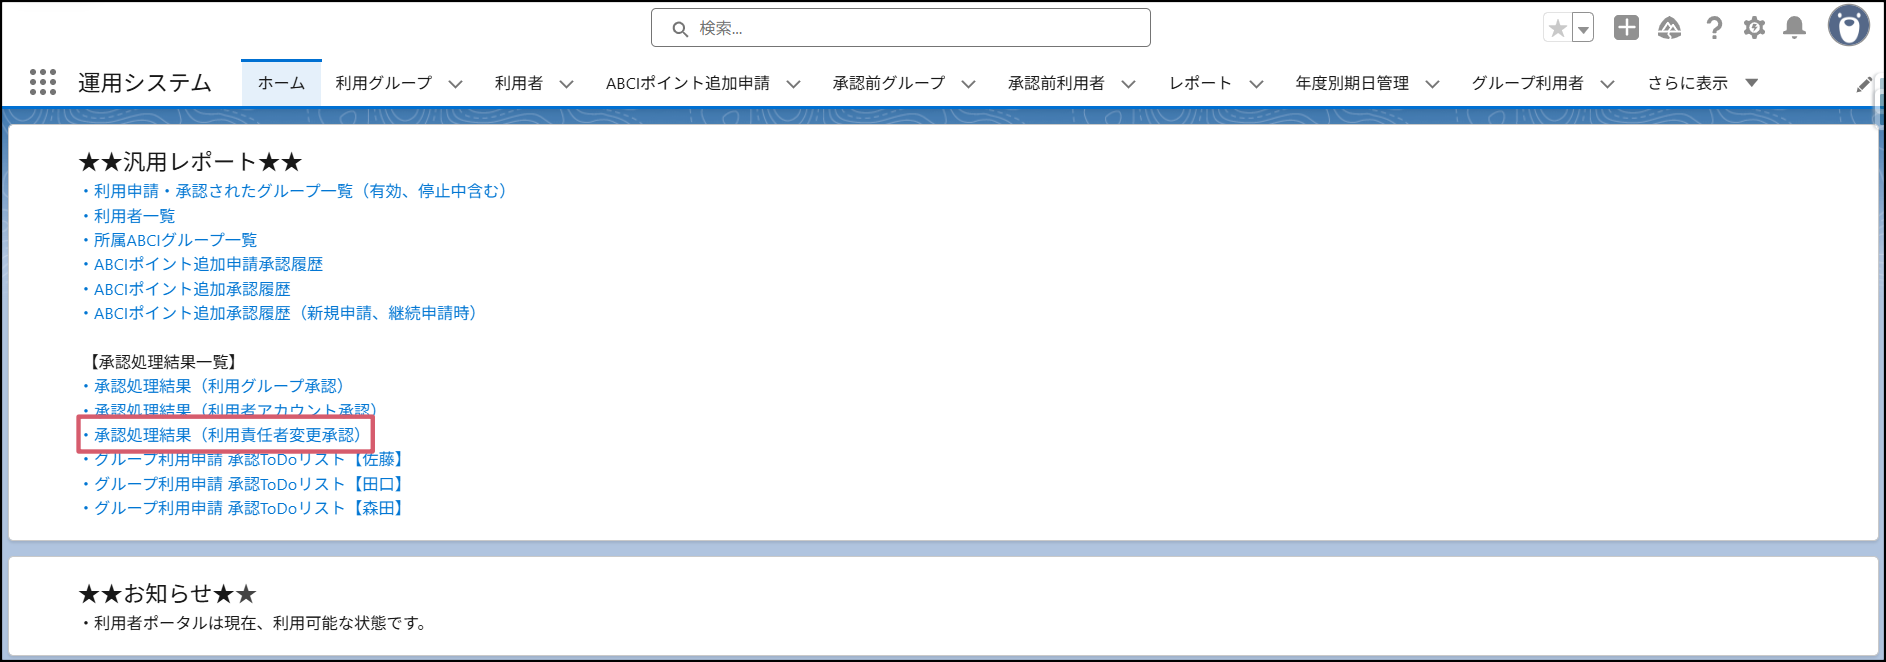 検索...
運用システム ホーム 利用グループ 利用者 ABCIポイント追加申請 承認前グループ 承認前利用者 レポート 年度別期日管理 グループ利用者 さらに表示
★★汎用レポート★★
・利用申請・承認されたグループ一覧（有効、停止中含む）
・利用者一覧
・所属ABCIグループ一覧
・ABCIポイント追加申請承認履歴
・ABCIポイント追加承認履歴
・ABCIポイント追加承認履歴（新規申請、継続申請時）
【承認処理結果一覧】
・承認処理結果（利用グループ承認）
・承認処理結果（利用者アカウント承認）
・承認処理結果（利用責任者変更承認）
・グループ利用申請 承認ToDoリスト【佐藤】
・グループ利用申請 承認ToDoリスト【田口】
・グループ利用申請 承認ToDoリスト【森田】
★★お知らせ★★
・利用者ポータルは現在、利用可能な状態です。